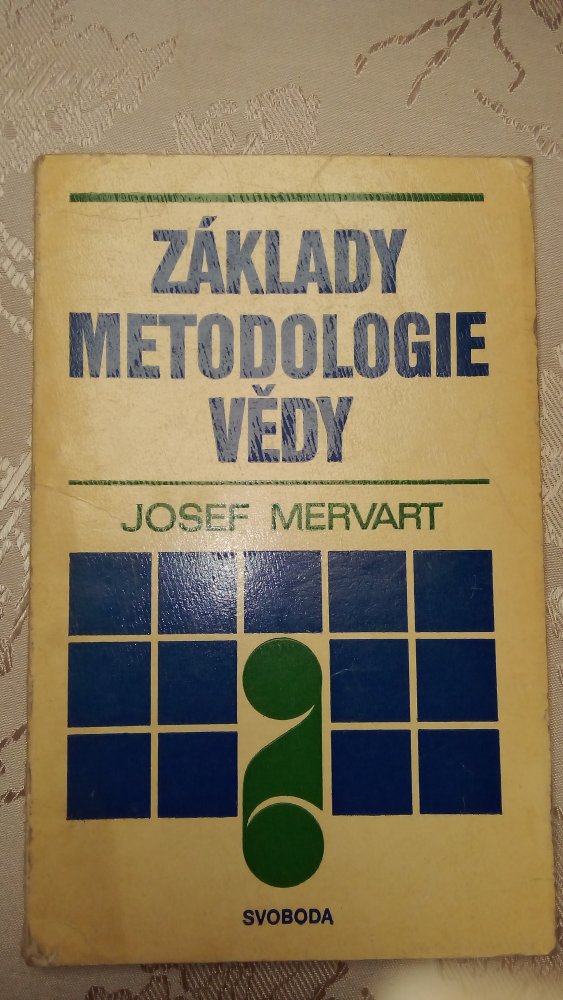 ZÁKLADY
METODOLOGIE
VĚDY
JOSEF MERVART
SVOBODA